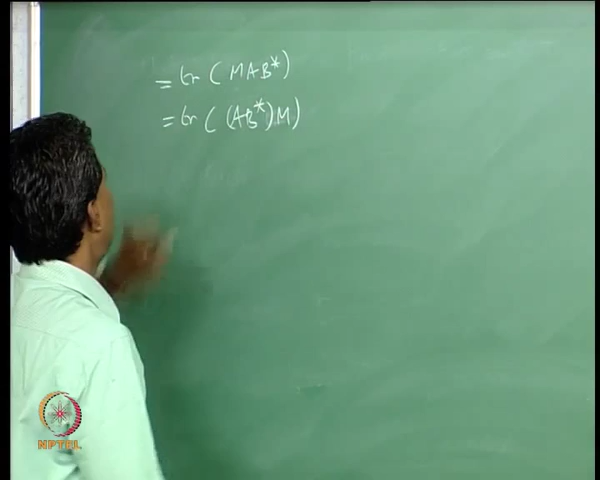 = tr ( MAB*)
= tr ( (AB*)M)
NPTEL